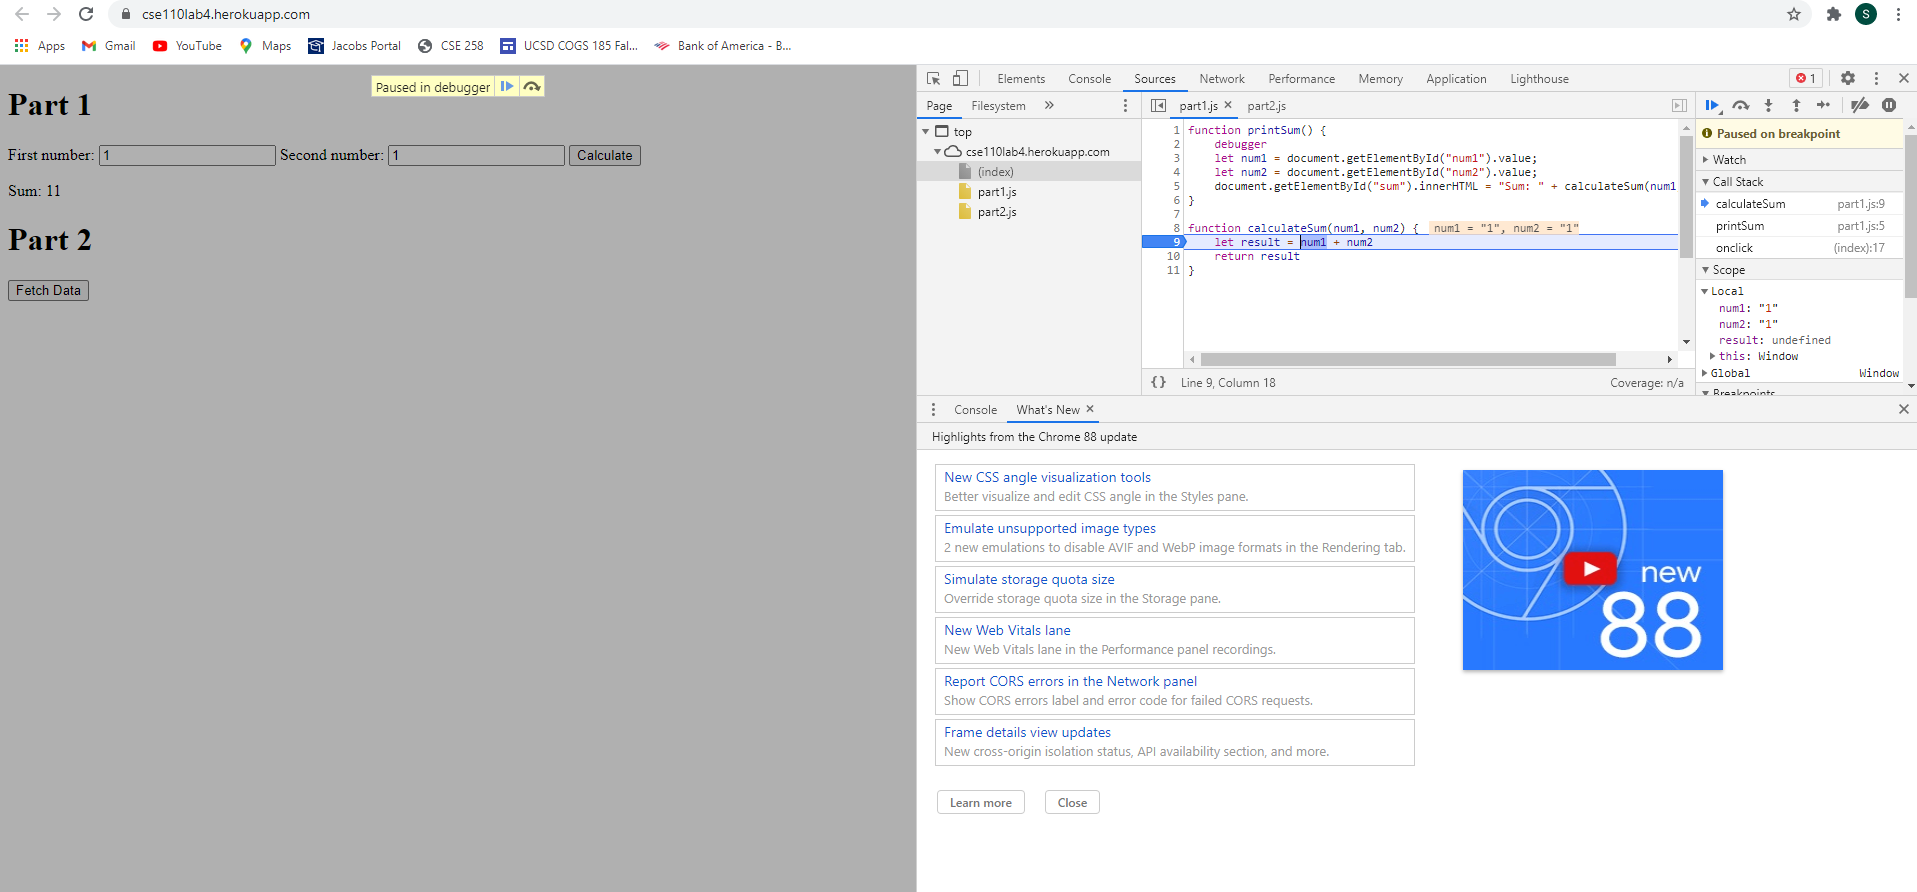 cse110lab4.herokuapp.com
S
Apps Gmail YouTube Maps Jacobs Portal CSE 258 UCSD COGS 185 Fal... Bank of America - B...
Paused in debugger
Part 1
First number: 1 Second number: 1 Calculate
Sum: 11
Part 2
Fetch Data
Elements Console Sources Network Performance Memory Application Lighthouse 1
Page Filesystem
top
cse110lab4.herokuapp.com
(index)
part1.js
part2.js
part1.js part2.js
1 function printSum() {
2 debugger
3 let num1 = document.getElementById("num1").value;
4 let num2 = document.getElementById("num2").value;
5 document.getElementById("sum").innerHTML = "Sum: " + calculateSum(num1
6 }
7
8 function calculateSum(num1, num2) { num1 = "1", num2 = "1"
9 let result = num1 + num2
10 return result
11 }
{} Line 9, Column 18 Coverage: n/a
Paused on breakpoint
Watch
Call Stack
calculateSum part1.js:9
printSum part1.js:5
onclick (index):17
Scope
Local
num1: "1"
num2: "1"
result: undefined
this: Window
Global Window
Breakpoints
Console What's New
Highlights from the Chrome 88 update
New CSS angle visualization tools
Better visualize and edit CSS angle in the Styles pane.
Emulate unsupported image types
2 new emulations to disable AVIF and WebP image formats in the Rendering tab.
Simulate storage quota size
Override storage quota size in the Storage pane.
New Web Vitals lane
New Web Vitals lane in the Performance panel recordings.
Report CORS errors in the Network panel
Show CORS errors label and error code for failed CORS requests.
Frame details view updates
New cross-origin isolation status, API availability section, and more.
Learn more Close
new
88